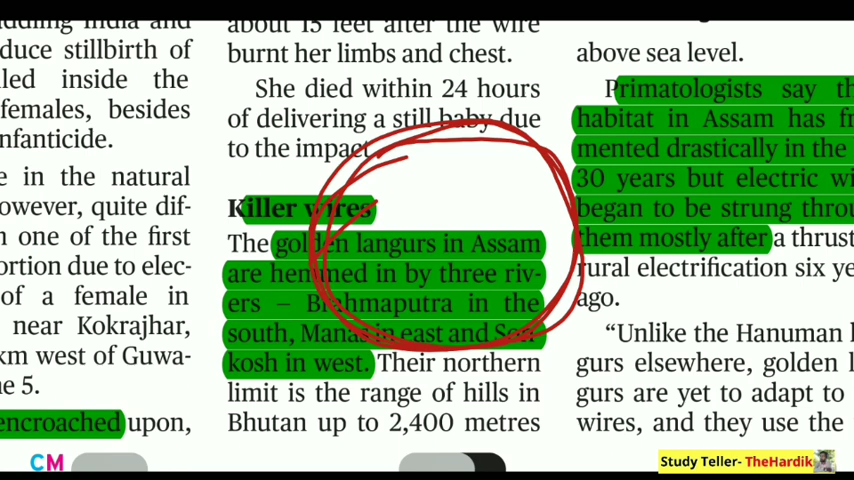 ddling India and
duce stillbirth of
lled inside the
females, besides
nfanticide.
e in the natural
owever, quite dif-
n one of the first
ortion due to elec-
of a female in
near Kokrajhar,
km west of Guwa-
ne 5.
encroached upon,
about 15 feet after the wire
burnt her limbs and chest.
She died within 24 hours
of delivering a still baby due
to the impact.
Killer wires
The golden langurs in Assam
are hemmed in by three riv-
ers – Brahmaputra in the
south, Manas in east and Son-
kosh in west. Their northern
limit is the range of hills in
Bhutan up to 2,400 metres
above sea level.
Primatologists say th
habitat in Assam has fr
mented drastically in the
30 years but electric wi
began to be strung throu
them mostly after a thrust
rural electrification six ye
ago.
“Unlike the Hanuman l
gurs elsewhere, golden l
gurs are yet to adapt to
wires, and they use the
CM
Study Teller- TheHardik